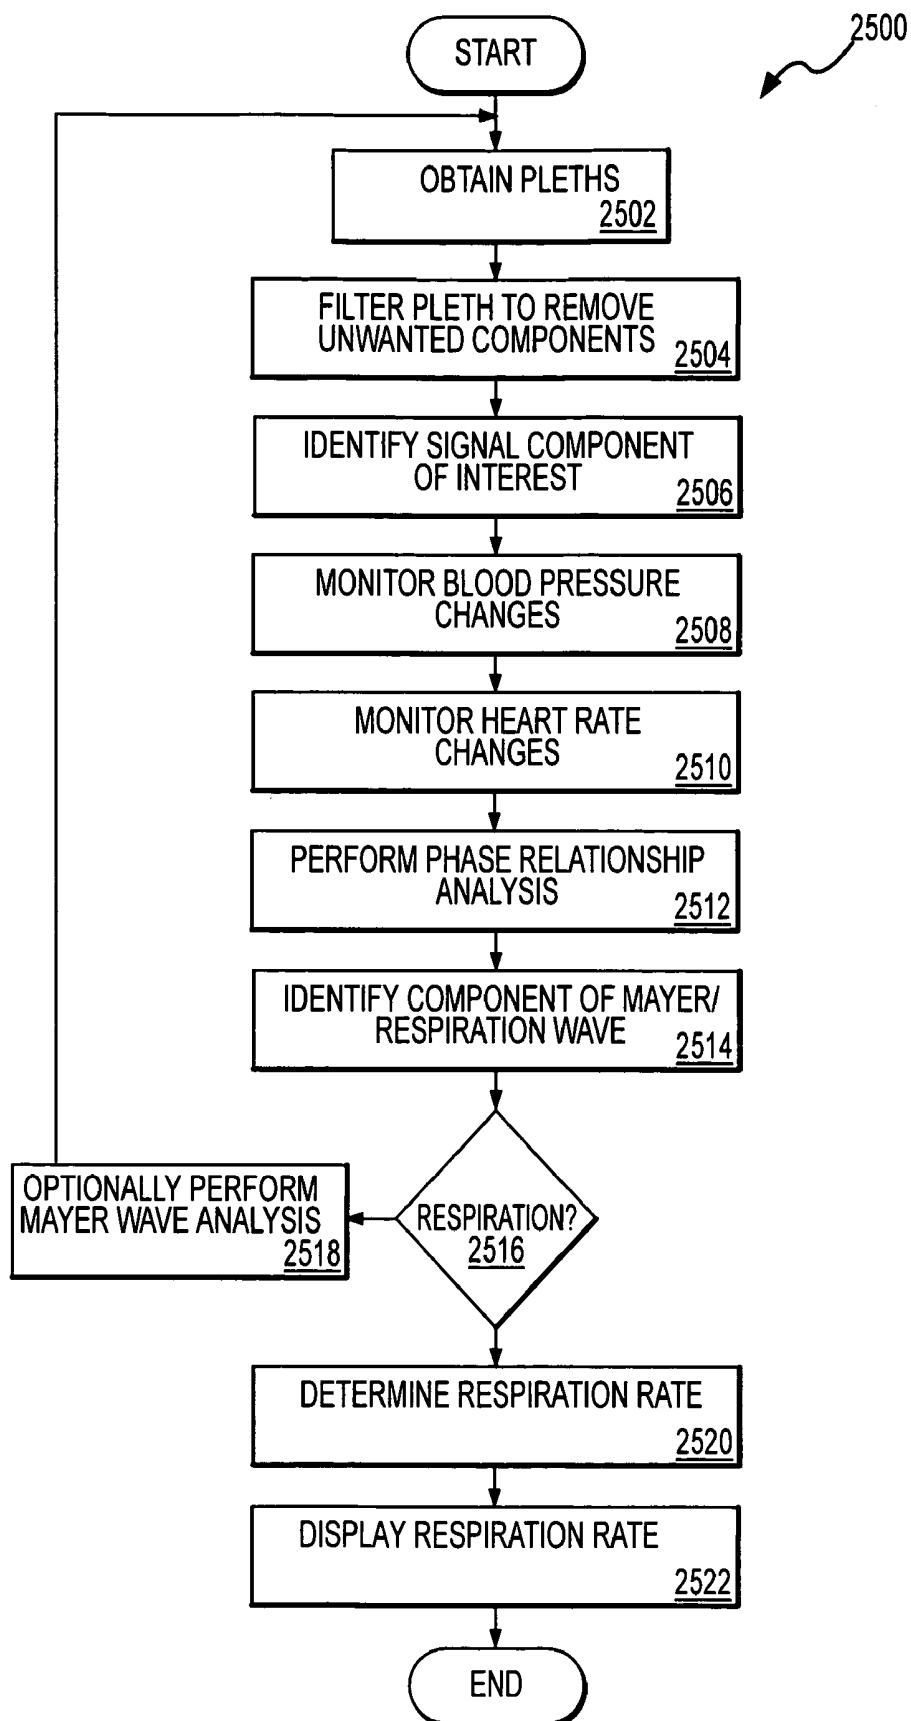 2500
START
OBTAIN PLETHS
2502
FILTER PLETH TO REMOVE
UNWANTED COMPONENTS
2504
IDENTIFY SIGNAL COMPONENT
OF INTEREST
2506
MONITOR BLOOD PRESSURE
CHANGES
2508
MONITOR HEART RATE
CHANGES
2510
PERFORM PHASE RELATIONSHIP
ANALYSIS
2512
IDENTIFY COMPONENT OF MAYER/
RESPIRATION WAVE
2514
RESPIRATION?
2516
OPTIONALLY PERFORM
MAYER WAVE ANALYSIS
2518
DETERMINE RESPIRATION RATE
2520
DISPLAY RESPIRATION RATE
2522
END